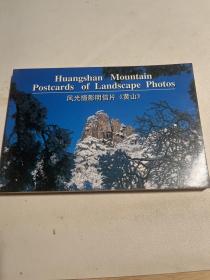 Huangshan Mountain
Postcards of Landscape Photos
风光摄影明信片《黄山》